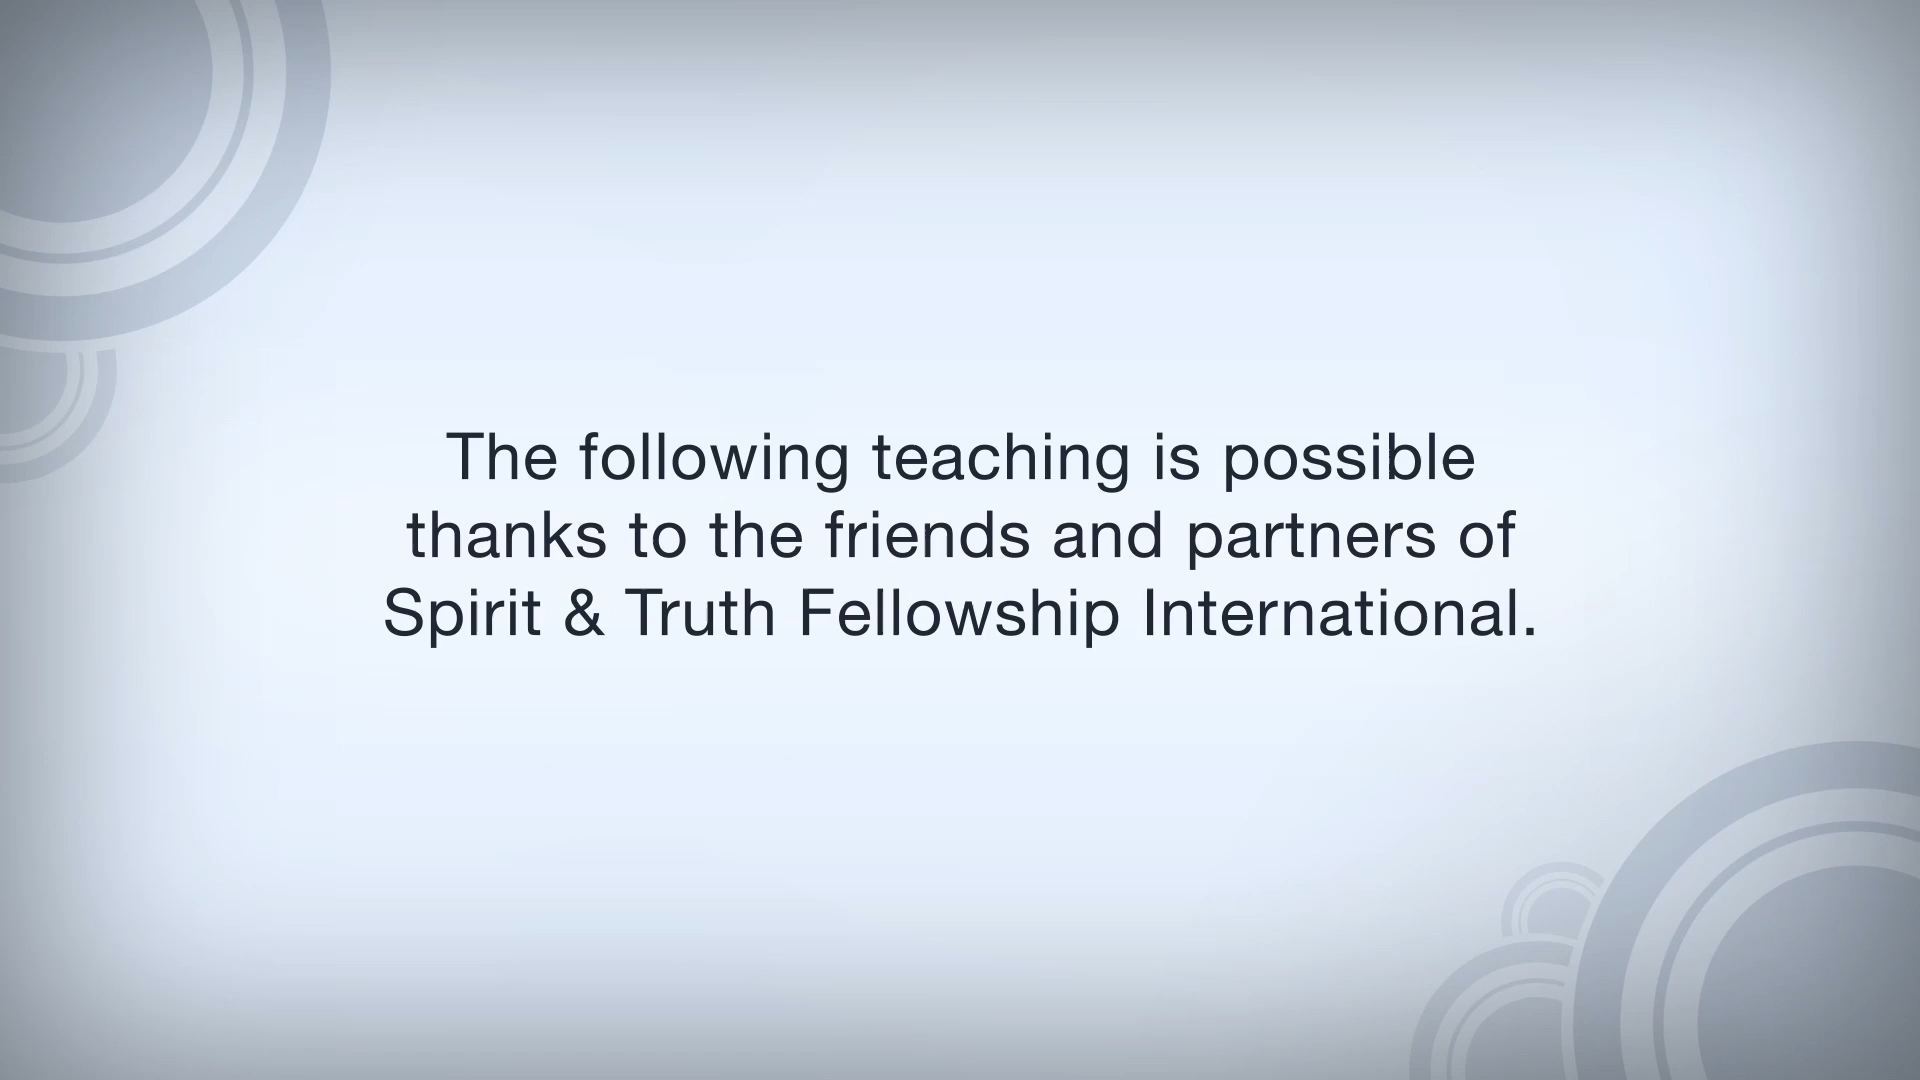 The following teaching is possible
thanks to the friends and partners of
Spirit & Truth Fellowship International.